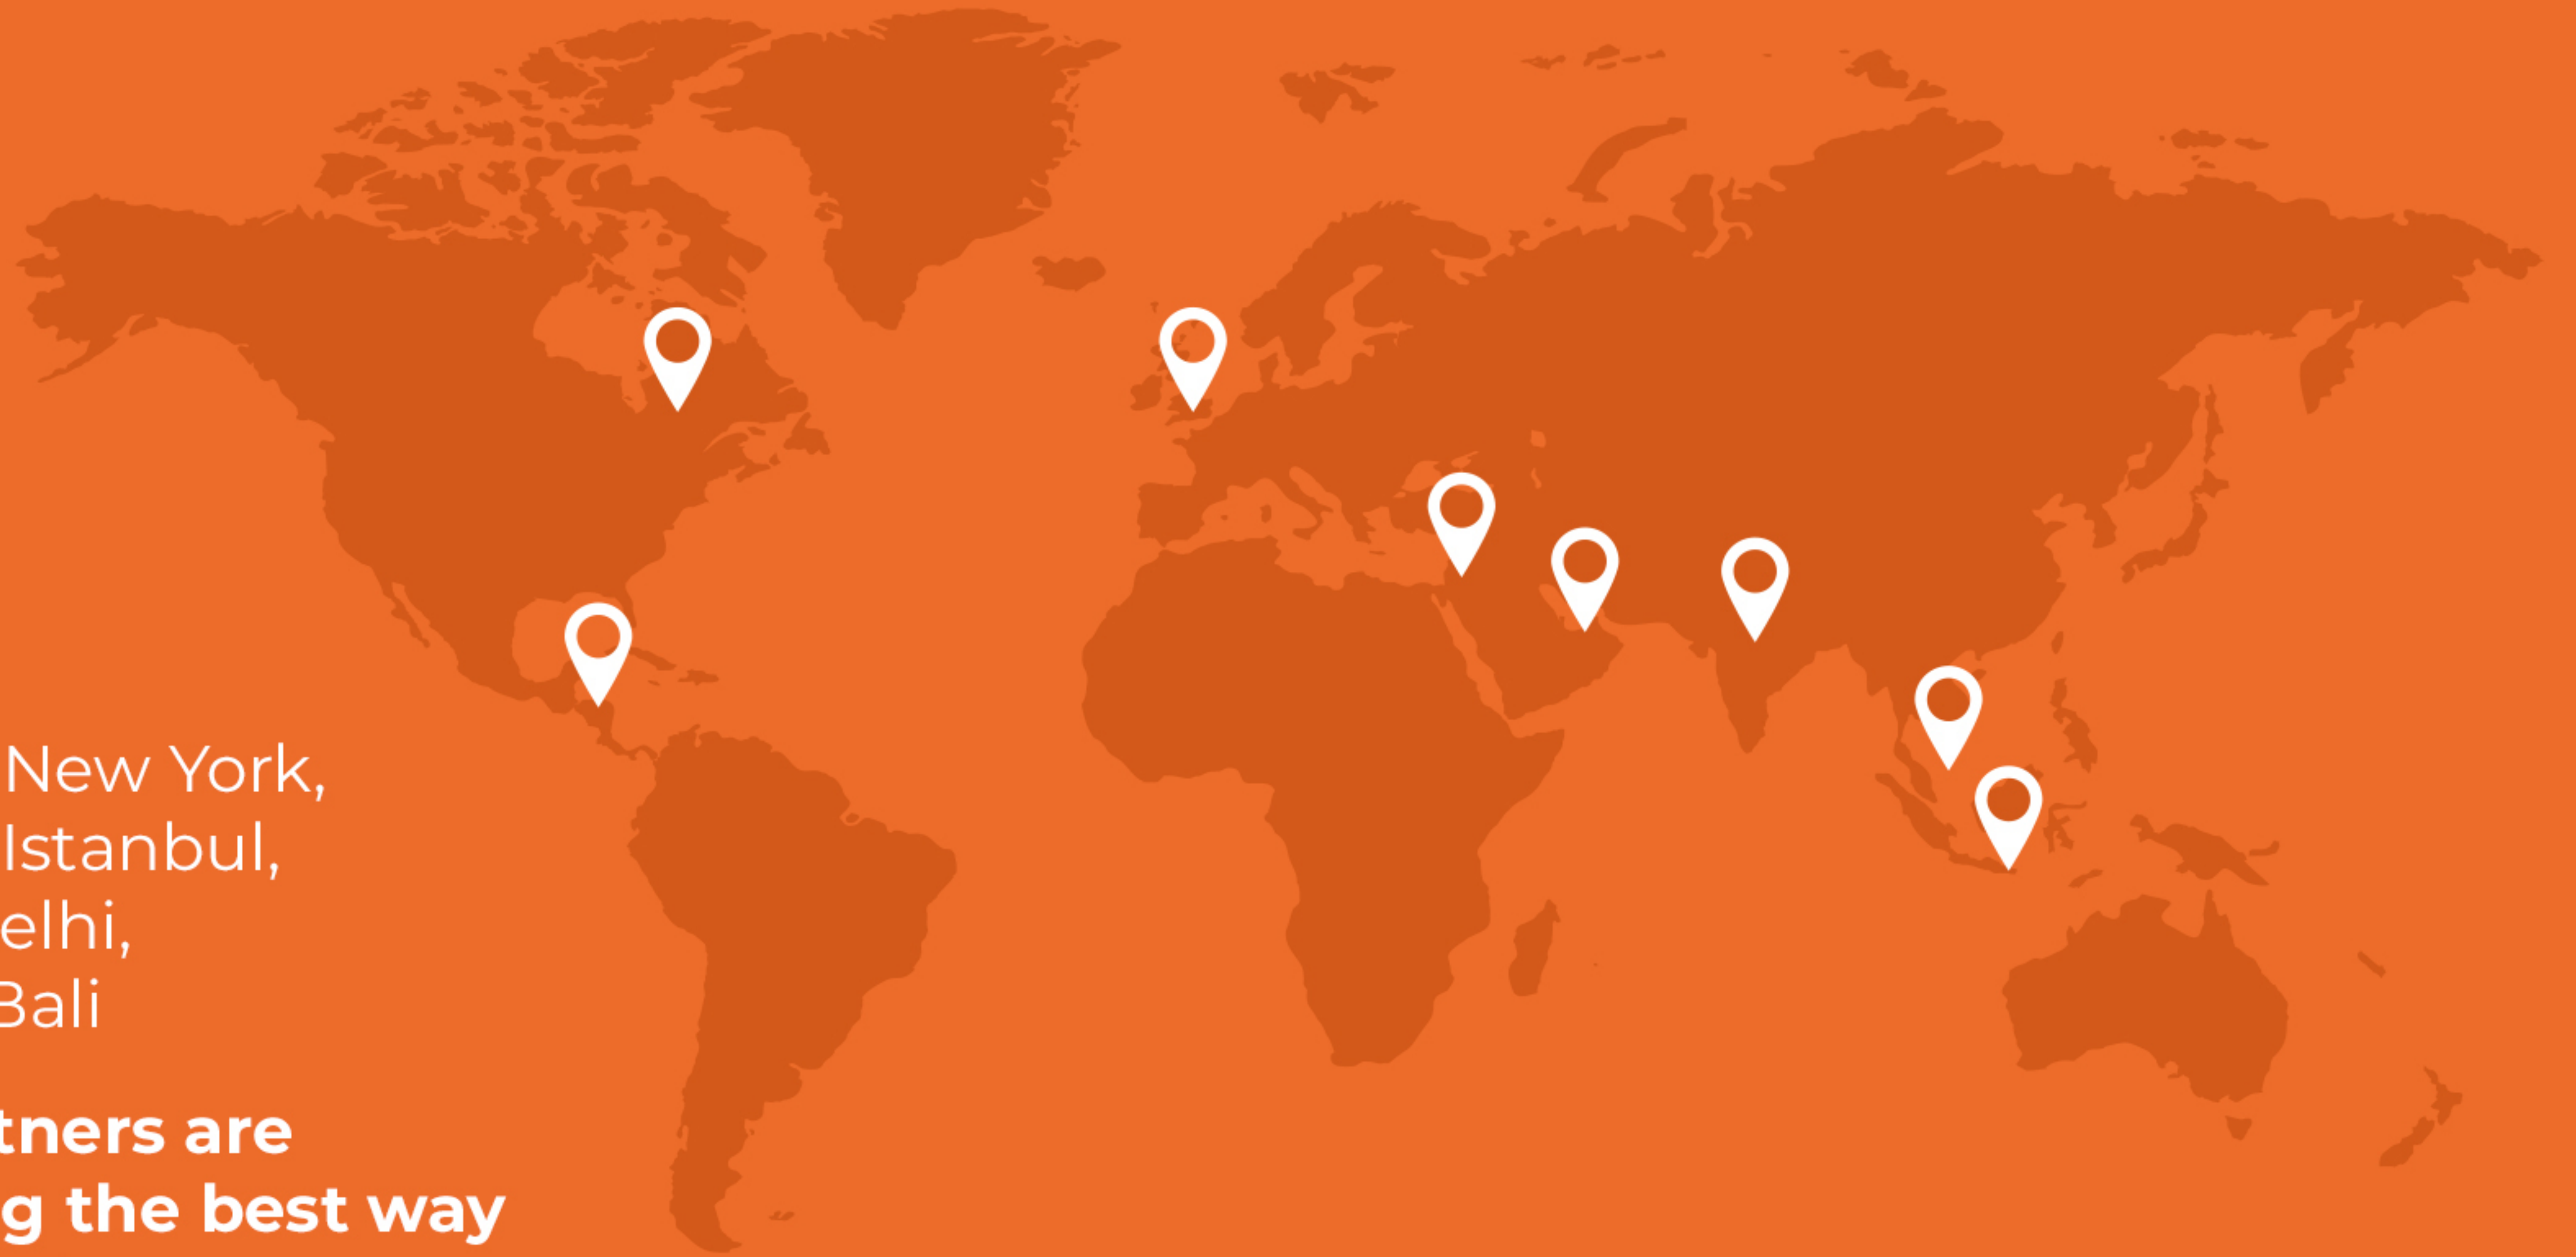 New York,
Istanbul,
elhi,
Bali
tners are
g the best way